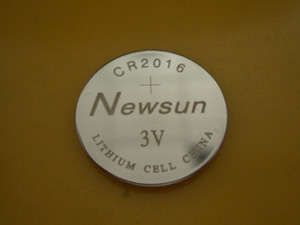 CR2016
+
Newsun
3V
LITHIUM CELL CHINA